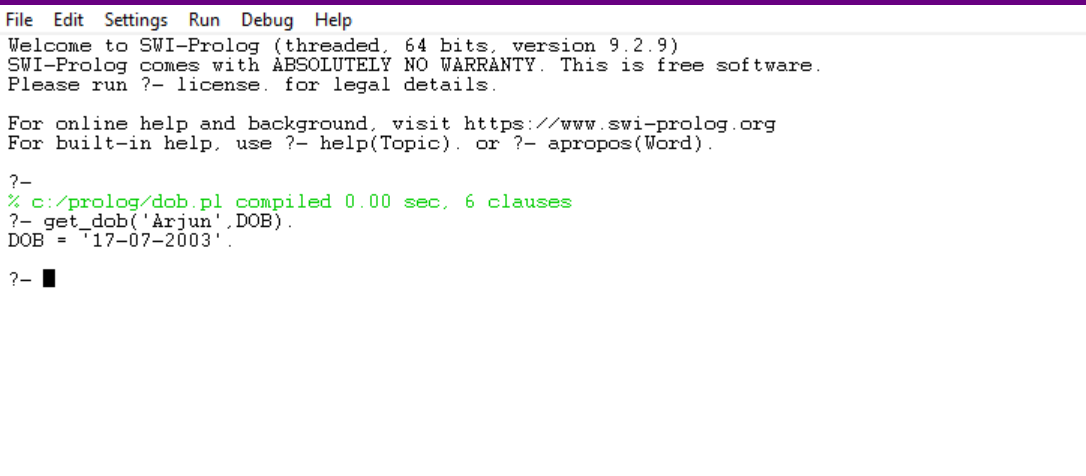 File Edit Settings Run Debug Help
Welcome to SWI-Prolog (threaded, 64 bits, version 9.2.9)
SWI-Prolog comes with ABSOLUTELY NO WARRANTY. This is free software.
Please run ?- license. for legal details.
For online help and background, visit https://www.swi-prolog.org
For built-in help, use ?- help(Topic). or ?- apropos(Word).
?-
% c:/prolog/dob.pl compiled 0.00 sec, 6 clauses
?- get_dob('Arjun',DOB).
DOB = '17-07-2003'.
?-